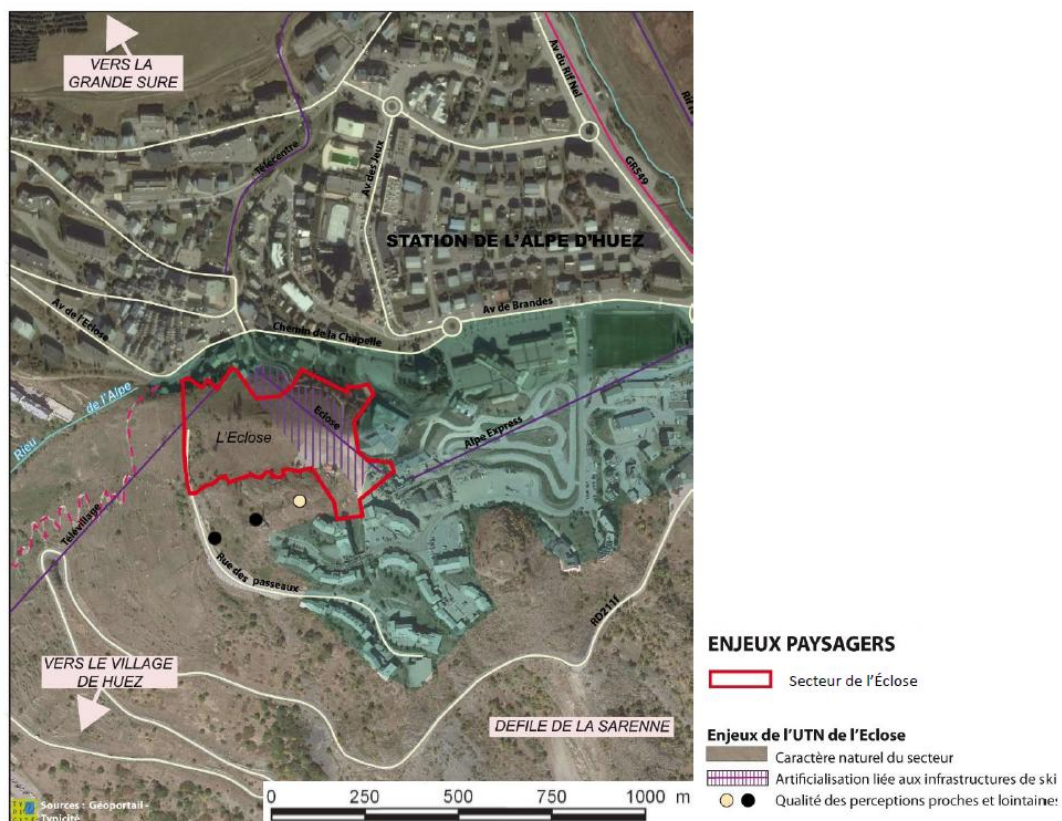 VERS LA
GRANDE SURE
Av du Rif Nel
Rif N
Télécentre
Av des Jeux
GR549
STATION DE L'ALPE D'HUEZ
Av de l'Eclose
Chemin de la Chapelle
Av de Brandes
Rieu de l'Alpe
L'Eclose
Eclose
Alpe Express
Télévillage
Rue des passeaux
RD211f
VERS LE VILLAGE
DE HUEZ
DEFILE DE LA SARENNE
Sources : Géoportail -
Typicité
0 250 500 750 1000 m
ENJEUX PAYSAGERS
Secteur de l'Éclose
Enjeux de l'UTN de l'Eclose
Caractère naturel du secteur
Artificialisation liée aux infrastructures de ski
Qualité des perceptions proches et lointaines